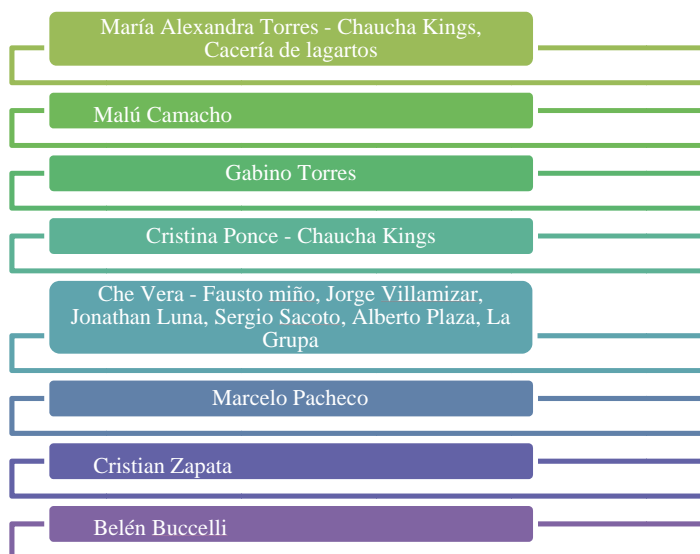 María Alexandra Torres - Chaucha Kings,
Cacería de lagartos
Malú Camacho
Gabino Torres
Cristina Ponce - Chaucha Kings
Che Vera - Fausto miño, Jorge Villamizar,
Jonathan Luna, Sergio Sacoto, Alberto Plaza, La
Grupa
Marcelo Pacheco
Cristian Zapata
Belén Buccelli